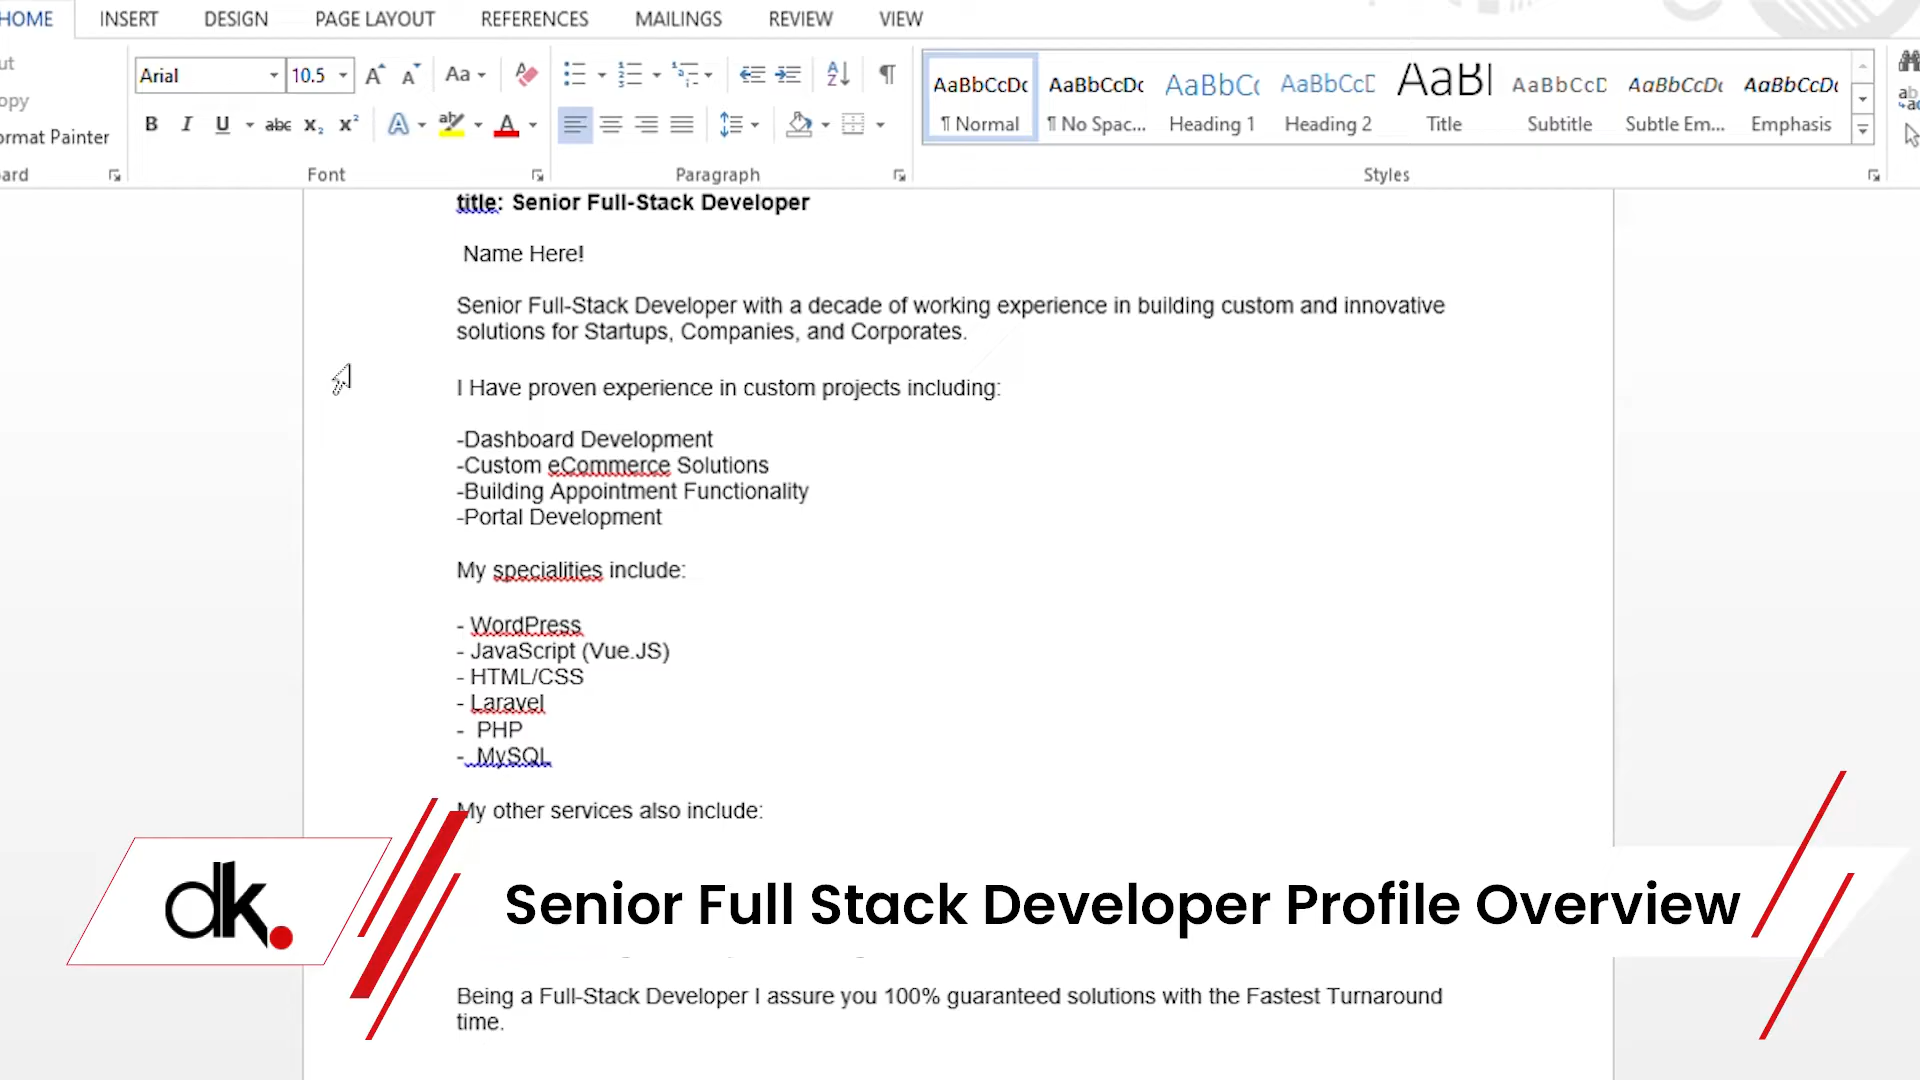 HOME INSERT DESIGN PAGE LAYOUT REFERENCES MAILINGS REVIEW VIEW
ut
opy
ormat Painter
Arial 10.5 Aa
B I U abc X₂ X² A ab A
AaBbCcDc AaBbCcDc AaBbCc AaBbCcD AaBl AaBbCcD AaBbCcDc AaBbCcDc
¶ Normal ¶ No Spac... Heading 1 Heading 2 Title Subtitle Subtle Em... Emphasis
ard Font Paragraph Styles
title: Senior Full-Stack Developer
Name Here!
Senior Full-Stack Developer with a decade of working experience in building custom and innovative
solutions for Startups, Companies, and Corporates.
I Have proven experience in custom projects including:
-Dashboard Development
-Custom eCommerce Solutions
-Building Appointment Functionality
-Portal Development
My specialities include:
- WordPress
- JavaScript (Vue.JS)
- HTML/CSS
- Laravel
- PHP
- MySQL
My other services also include:
dk.
Senior Full Stack Developer Profile Overview
Being a Full-Stack Developer I assure you 100% guaranteed solutions with the Fastest Turnaround
time.